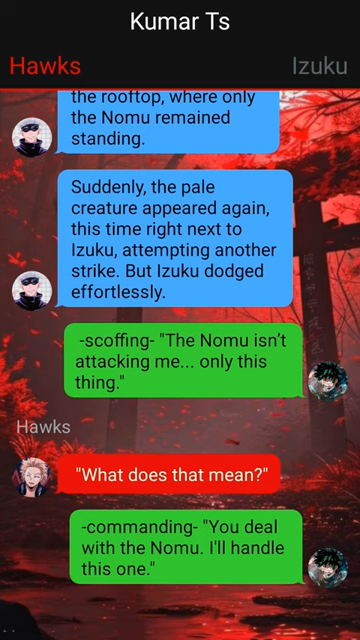 Kumar Ts
Hawks
Izuku
the rooftop, where only
the Nomu remained
standing.
Suddenly, the pale
creature appeared again,
this time right next to
Izuku, attempting another
strike. But Izuku dodged
effortlessly.
-scoffing- "The Nomu isn't
attacking me... only this
thing."
Hawks
"What does that mean?"
-commanding- "You deal
with the Nomu. I'll handle
this one."